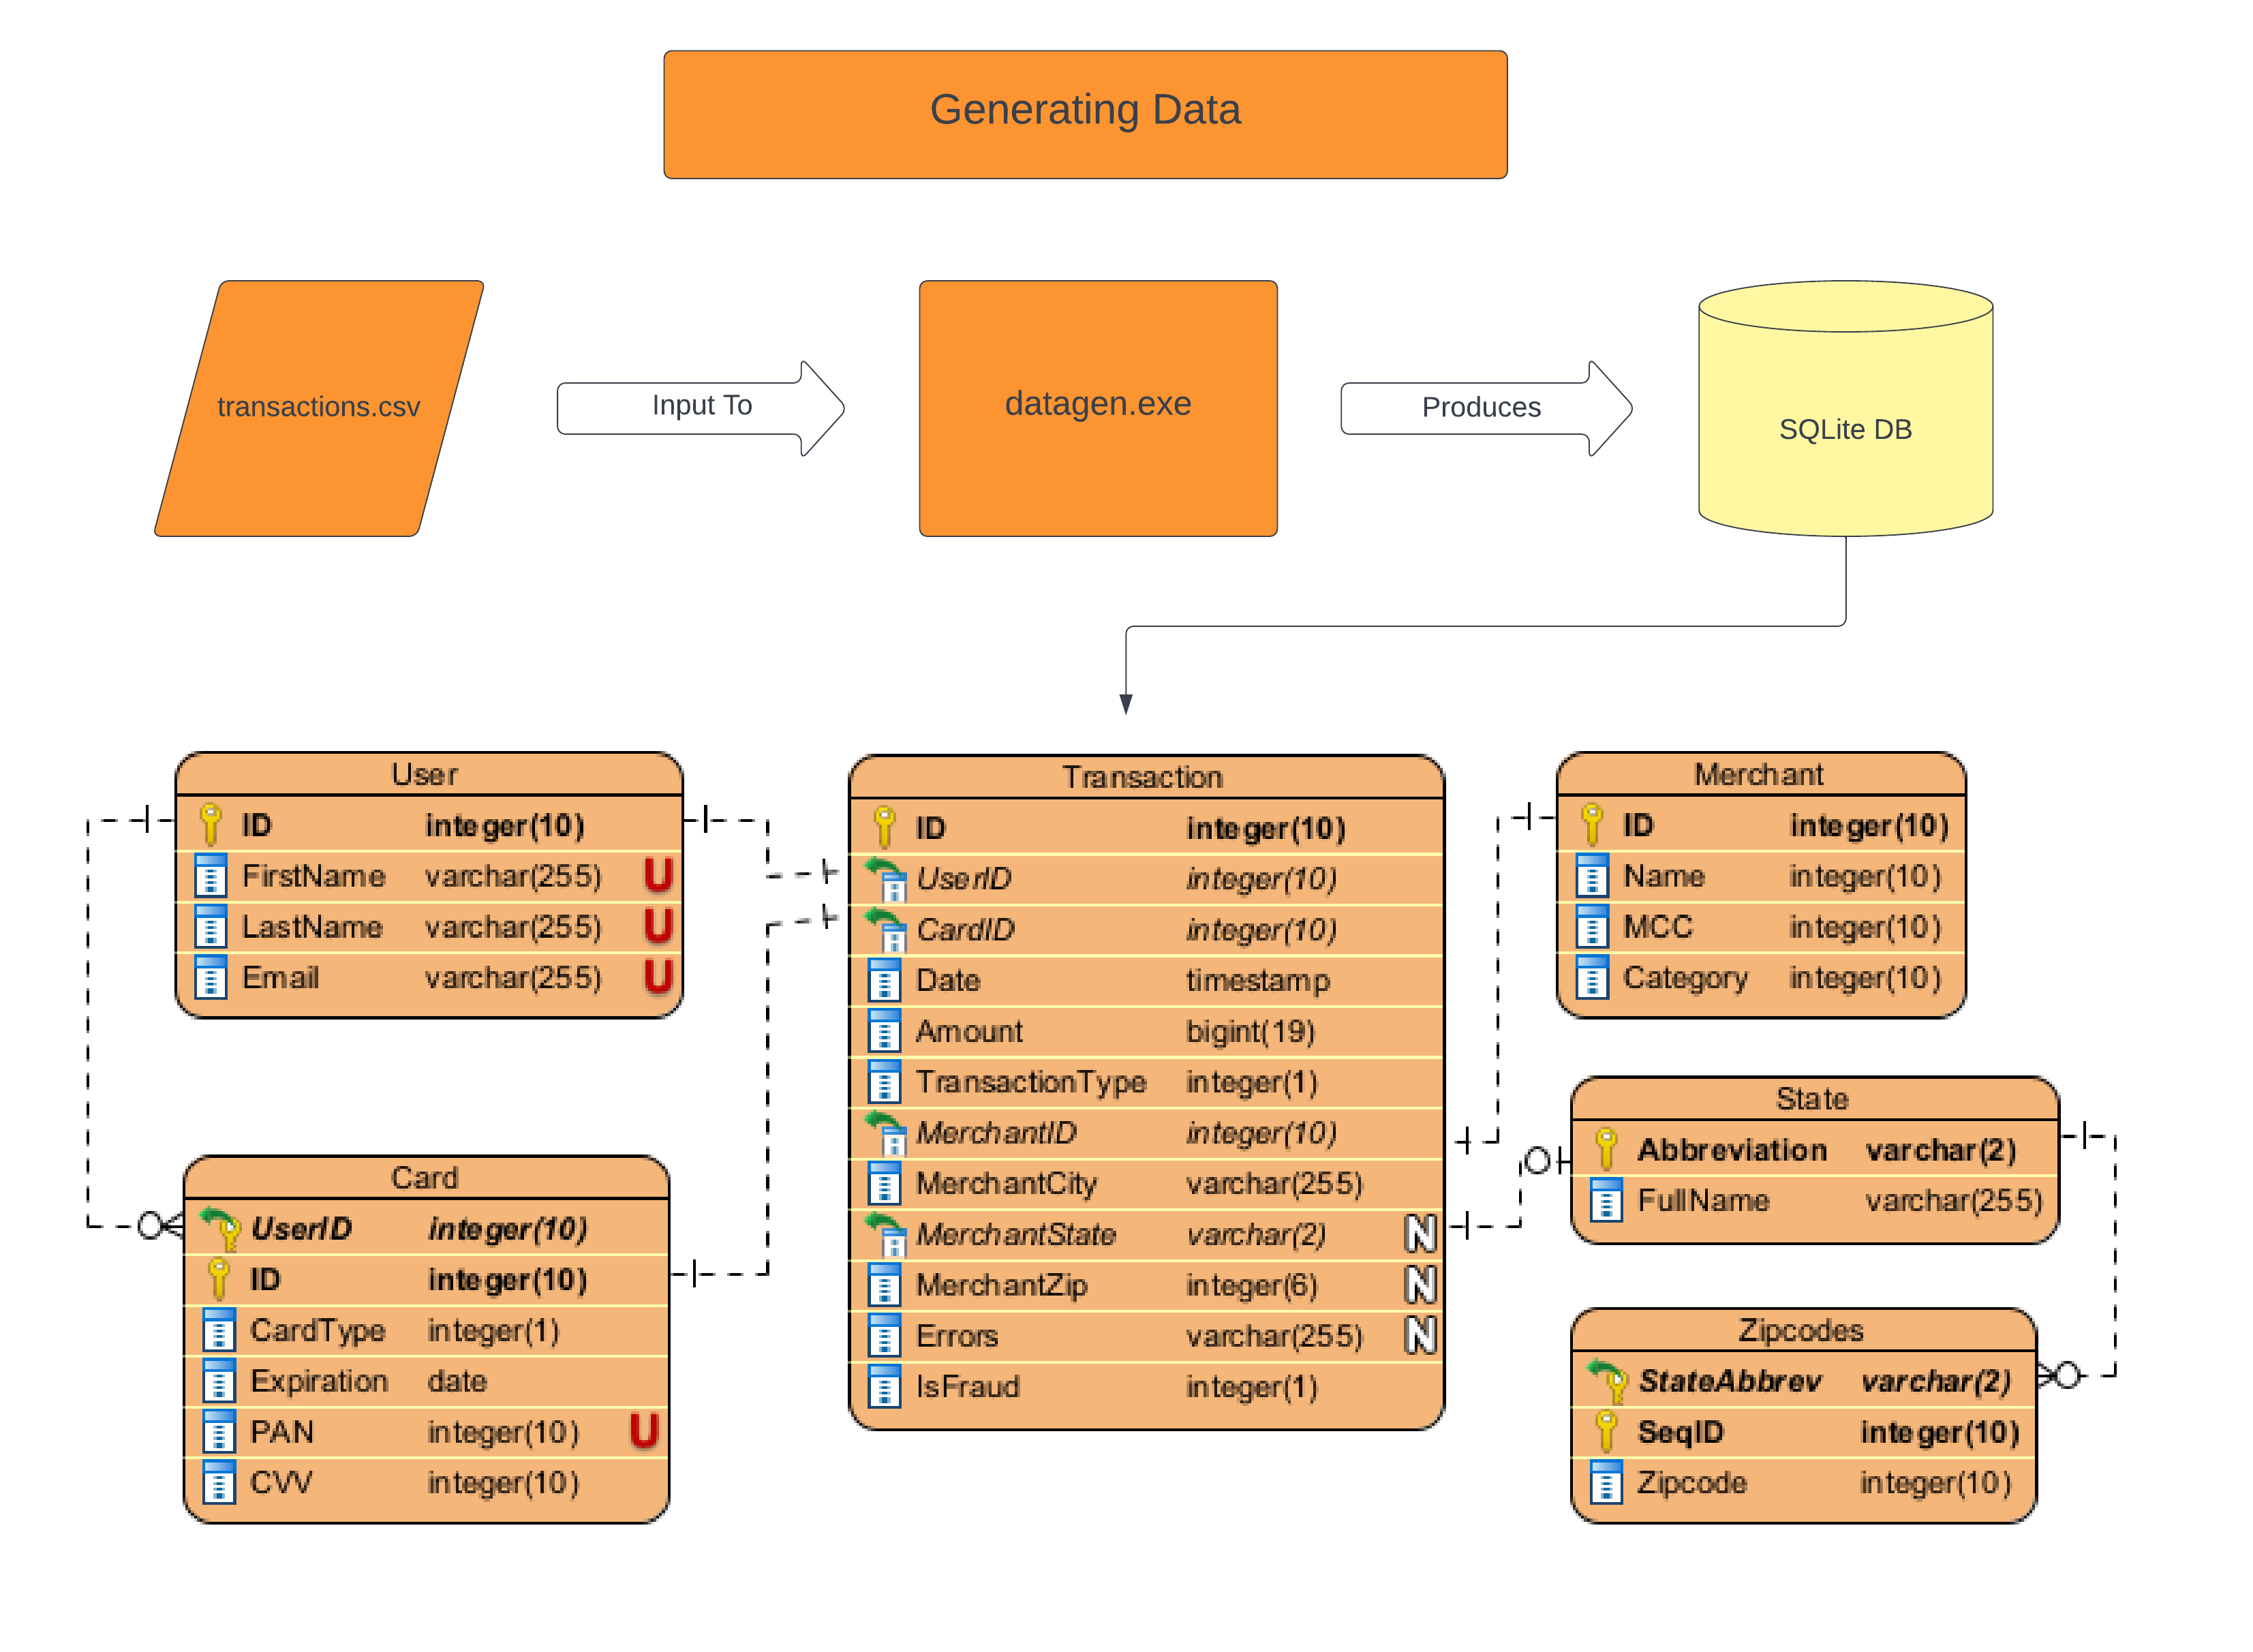 Generating Data
transactions.csv
Input To
datagen.exe
Produces
SQLite DB
User
ID integer(10)
FirstName varchar(255) U
LastName varchar(255) U
Email varchar(255) U
Card
UserID integer(10)
ID integer(10)
CardType integer(1)
Expiration date
PAN integer(10) U
CVV integer(10)
Transaction
ID integer(10)
UserID integer(10)
CardID integer(10)
Date timestamp
Amount bigint(19)
TransactionType integer(1)
MerchantID integer(10)
MerchantCity varchar(255)
MerchantState varchar(2) N
MerchantZip integer(6) N
Errors varchar(255) N
IsFraud integer(1)
Merchant
ID integer(10)
Name integer(10)
MCC integer(10)
Category integer(10)
State
Abbreviation varchar(2)
FullName varchar(255)
Zipcodes
StateAbbrev varchar(2)
SeqID integer(10)
Zipcode integer(10)